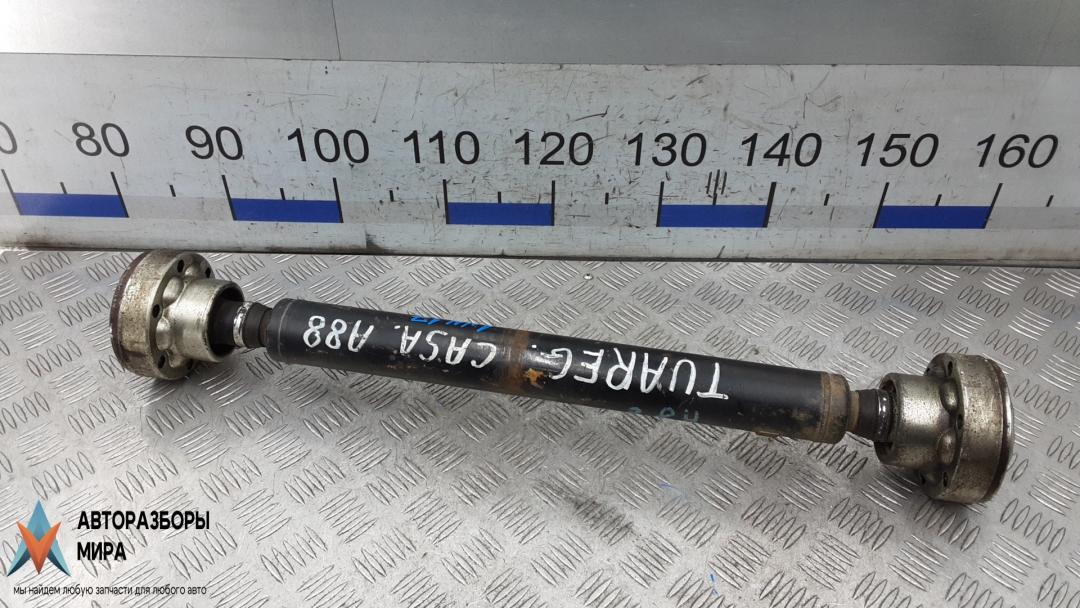 80 90 100 110 120 130 140 150 160
TUAREG. CASA. A88
АВТОРАЗБОРЫ
МИРА
мы найдем любую запчасти для любого авто